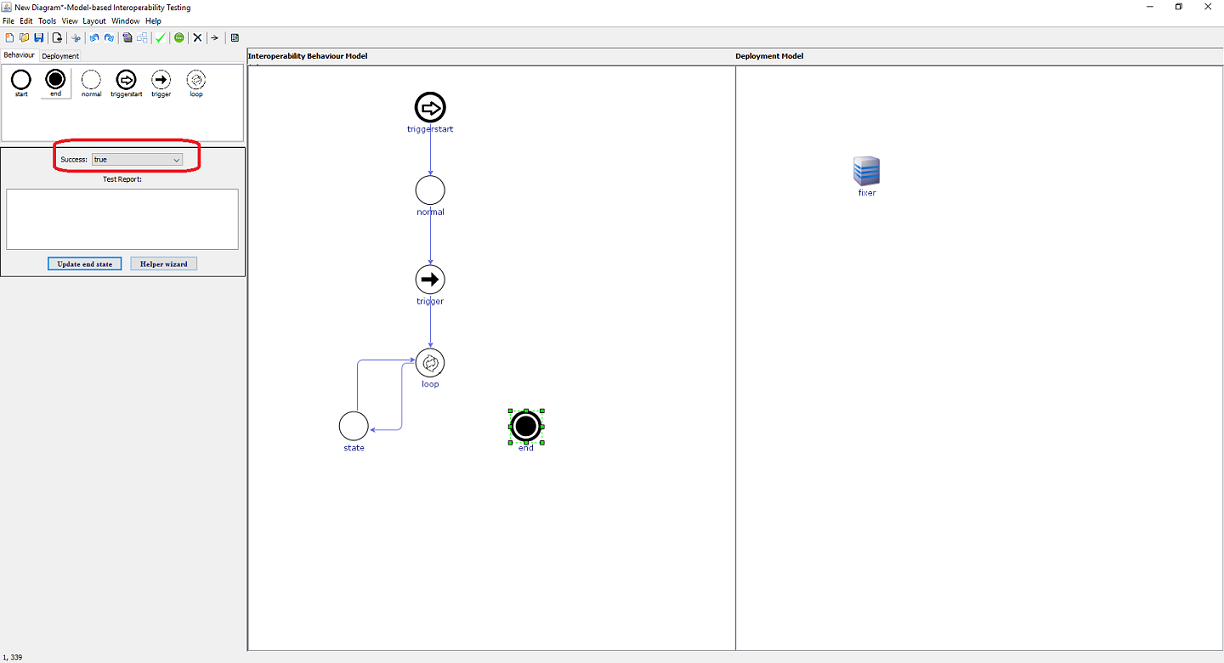 New Diagram*-Model-based Interoperability Testing
File Edit Tools View Layout Window Help
Behaviour Deployment
start end normal triggerstart trigger loop
Success: true
Test Report:
Update end state Helper wizard
Interoperability Behaviour Model
triggerstart
normal
trigger
loop
state
end
Deployment Model
fixer
1, 339